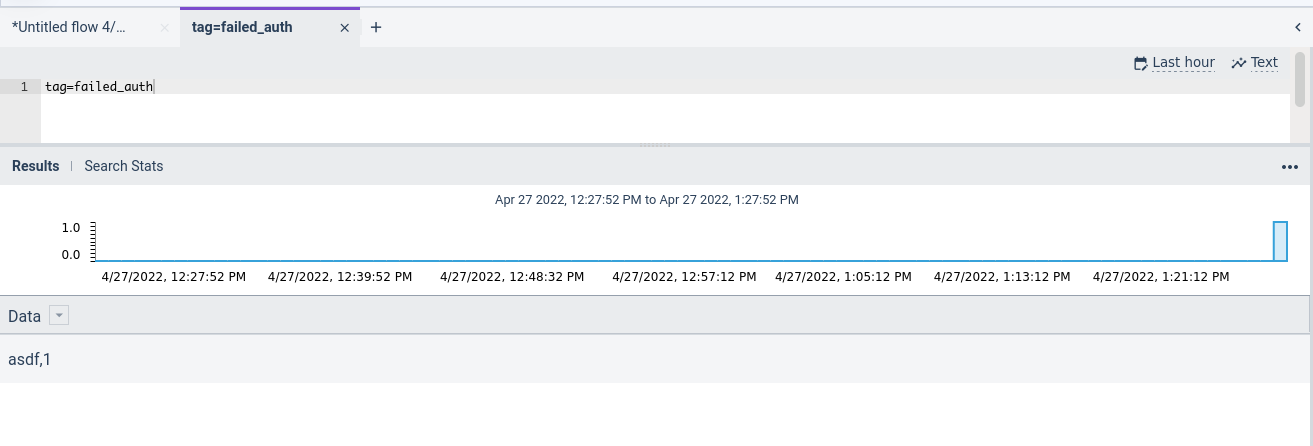 *Untitled flow 4/...
tag=failed_auth
Last hour
Text
1 tag=failed_auth
Results
Search Stats
Apr 27 2022, 12:27:52 PM to Apr 27 2022, 1:27:52 PM
1.0
0.0
4/27/2022, 12:27:52 PM 4/27/2022, 12:39:52 PM 4/27/2022, 12:48:32 PM 4/27/2022, 12:57:12 PM 4/27/2022, 1:05:12 PM 4/27/2022, 1:13:12 PM 4/27/2022, 1:21:12 PM
Data
asdf,1